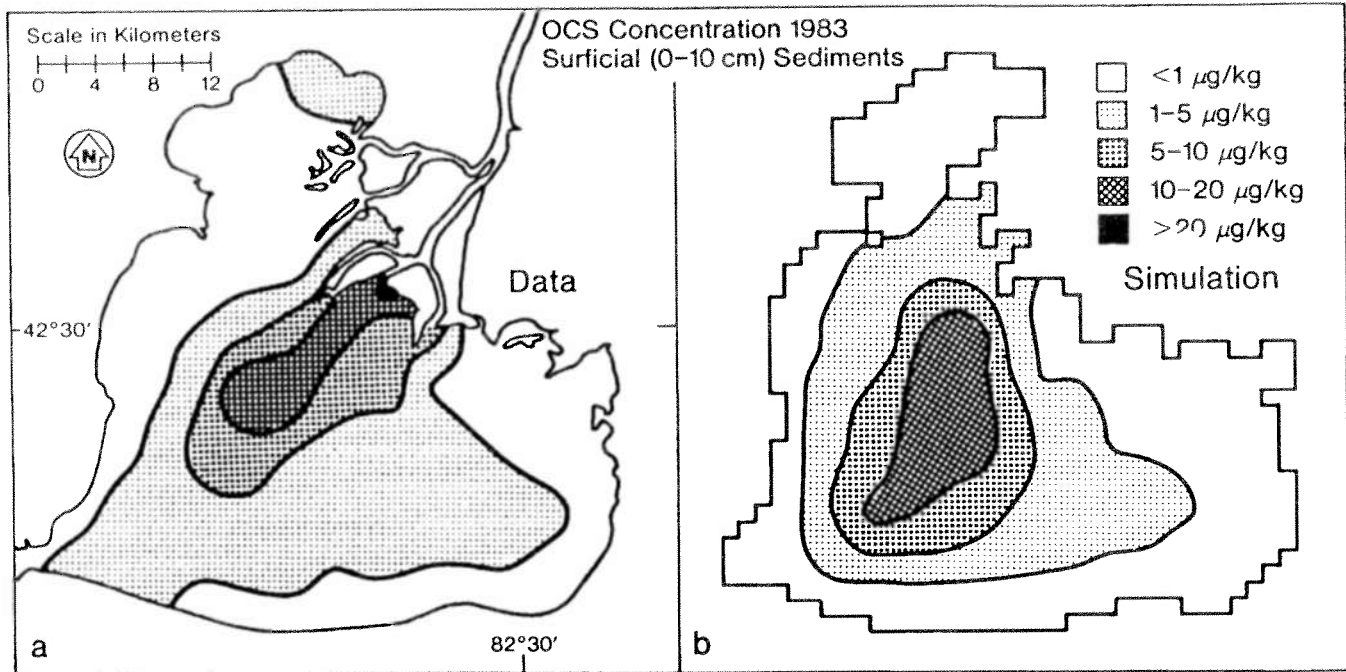 Scale in Kilometers
0 4 8 12
N
OCS Concentration 1983
Surficial (0-10 cm) Sediments
<1 μg/kg
1-5 μg/kg
5-10 μg/kg
10-20 μg/kg
>20 μg/kg
Data
Simulation
42°30′
82°30′
a
b